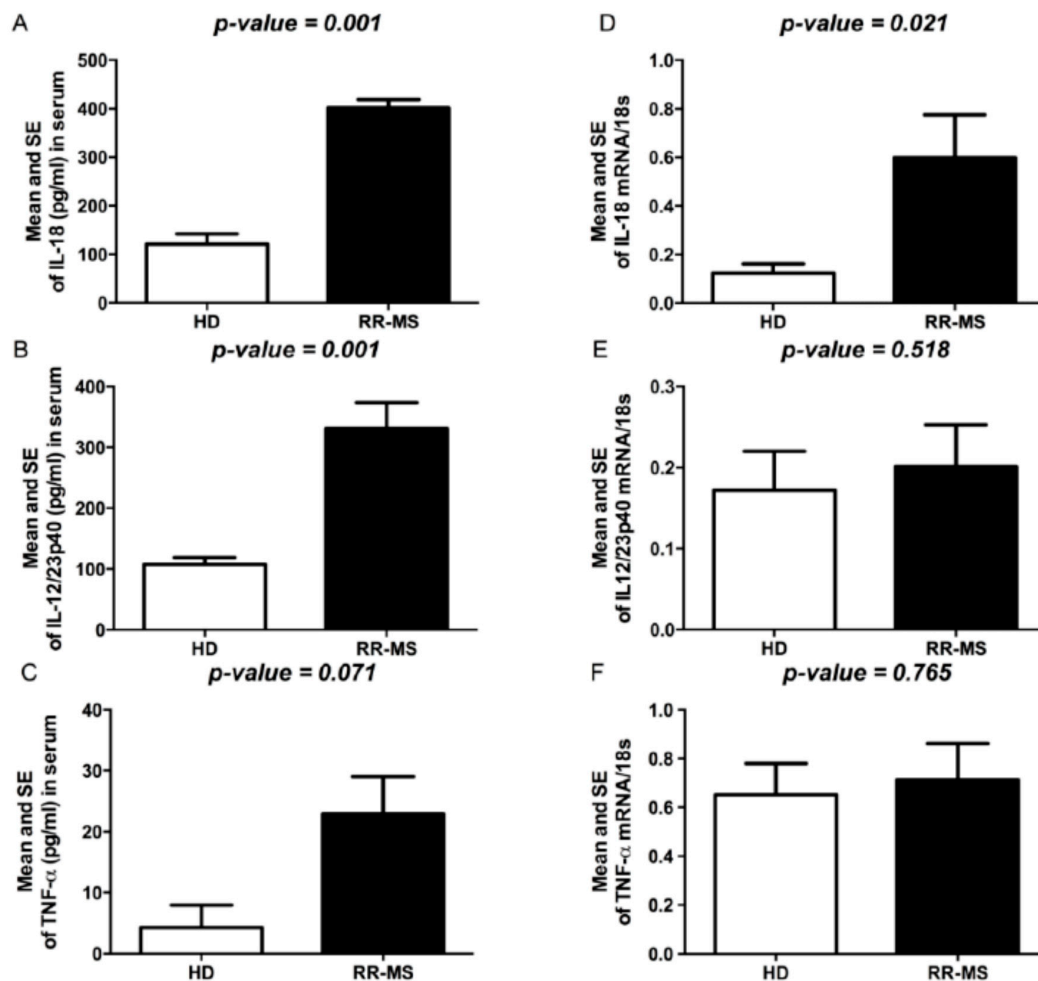 A
p-value = 0.001
Mean and SE
of IL-18 (pg/ml) in serum
500
400
300
200
100
0
HD
RR-MS
B
p-value = 0.001
Mean and SE
of IL-12/23p40 (pg/ml) in serum
400
300
200
100
0
HD
RR-MS
C
p-value = 0.071
Mean and SE
of TNF-α (pg/ml) in serum
40
30
20
10
0
HD
RR-MS
D
p-value = 0.021
Mean and SE
of IL-18 mRNA/18s
0.8
0.6
0.4
0.2
0.0
HD
RR-MS
E
p-value = 0.518
Mean and SE
of IL12/23p40 mRNA/18s
0.3
0.2
0.1
0.0
HD
RR-MS
F
p-value = 0.765
Mean and SE
of TNF-α mRNA/18s
1.0
0.8
0.6
0.4
0.2
0.0
HD
RR-MS